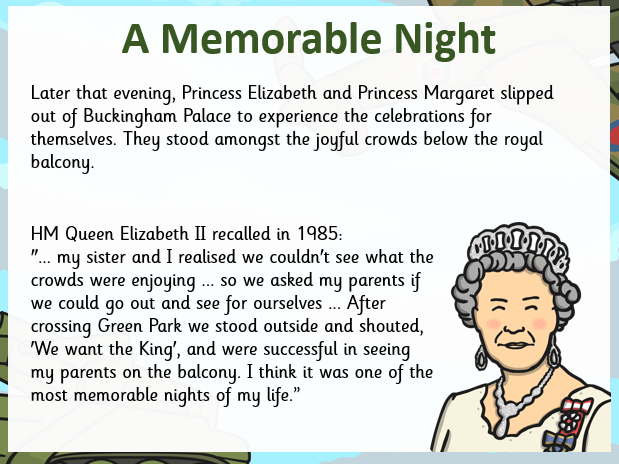 A Memorable Night
Later that evening, Princess Elizabeth and Princess Margaret slipped
out of Buckingham Palace to experience the celebrations for
themselves. They stood amongst the joyful crowds below the royal
balcony.
HM Queen Elizabeth II recalled in 1985:
"... my sister and I realised we couldn't see what the
crowds were enjoying ... so we asked my parents if
we could go out and see for ourselves ... After
crossing Green Park we stood outside and shouted,
'We want the King', and were successful in seeing
my parents on the balcony. I think it was one of the
most memorable nights of my life.”